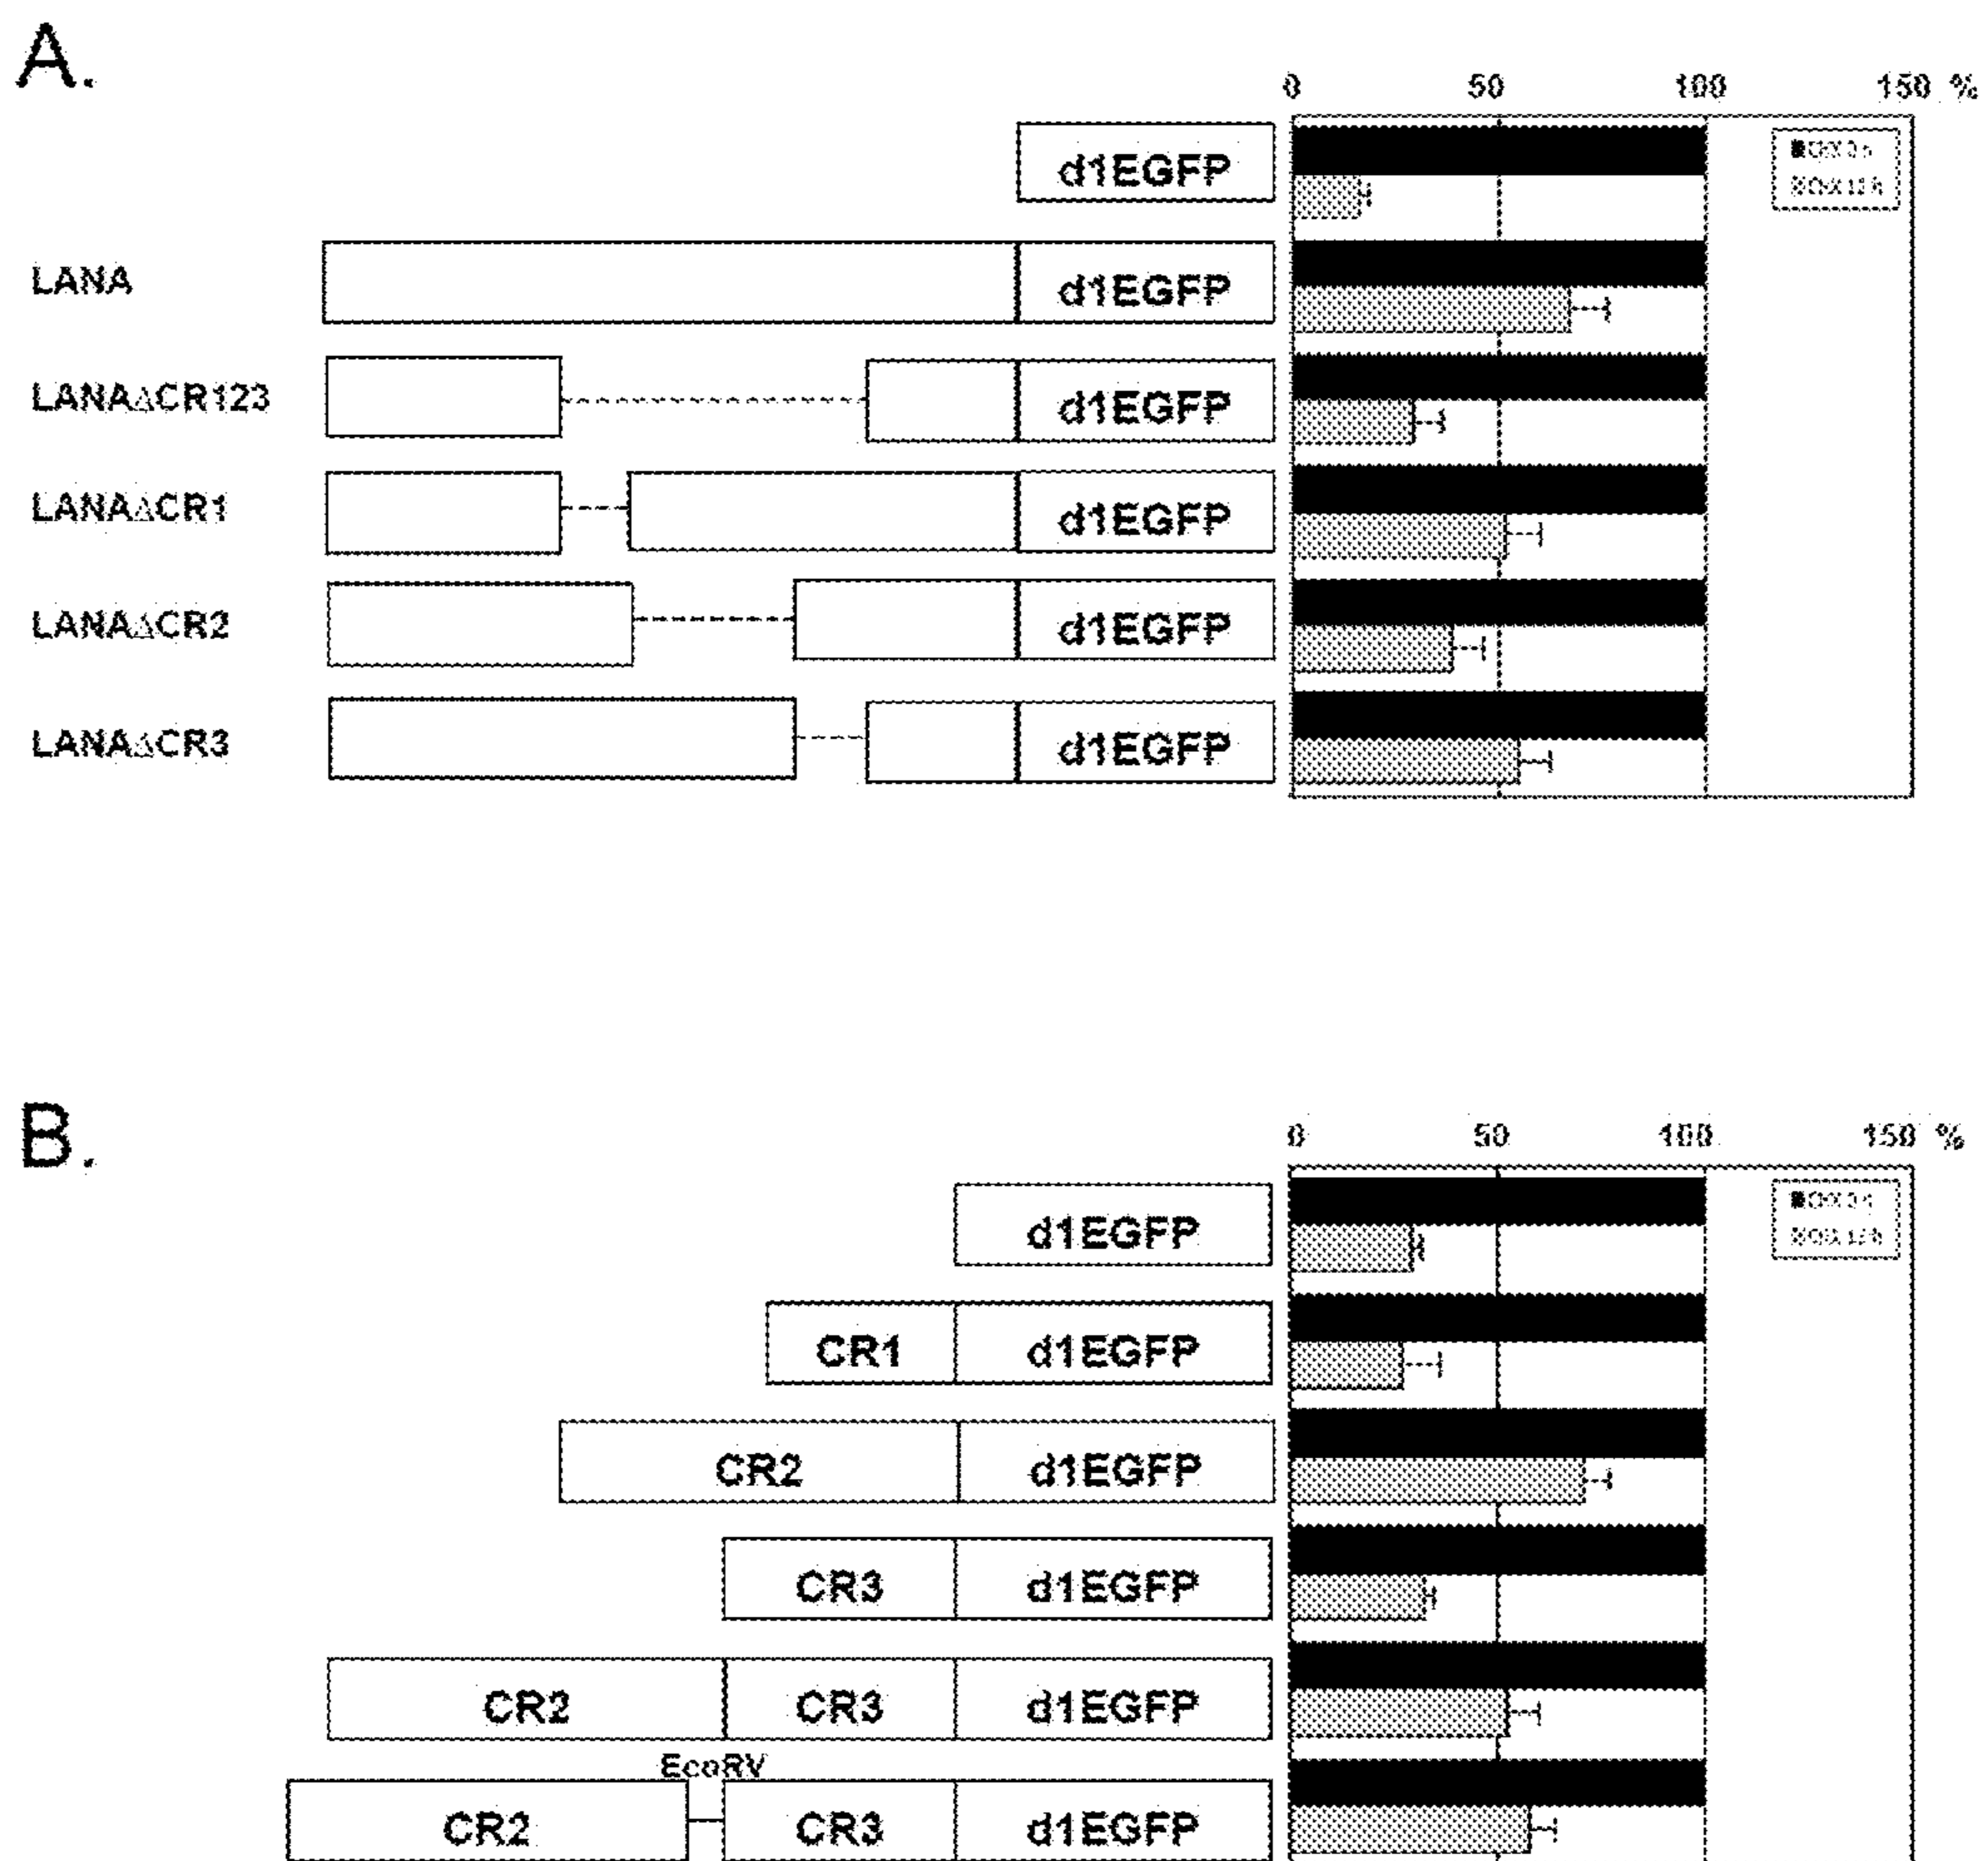 A.
0 50 100 150 %
d1EGFP
LANA d1EGFP
LANAΔCR123 d1EGFP
LANAΔCR1 d1EGFP
LANAΔCR2 d1EGFP
LANAΔCR3 d1EGFP
B.
0 50 100 150 %
d1EGFP
CR1 d1EGFP
CR2 d1EGFP
CR3 d1EGFP
CR2 CR3 d1EGFP
EcoRV
CR2 CR3 d1EGFP